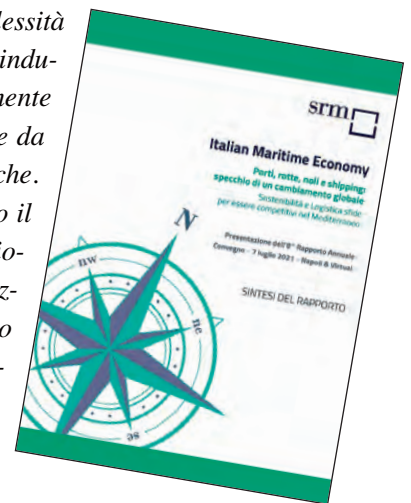 lessità
indu-
mente
e da
che.
o il
io-
z-
o
-
srm
Italian Maritime Economy
Porti, rotte, noli e shipping:
specchio di un cambiamento globale
Sostenibilità e Logistica sfide
per essere competitivi nel Mediterraneo
Presentazione dell'8° Rapporto Annuale
Convegno - 7 luglio 2021 - Napoli & Virtual
SINTESI DEL RAPPORTO
N
nw
ne
se